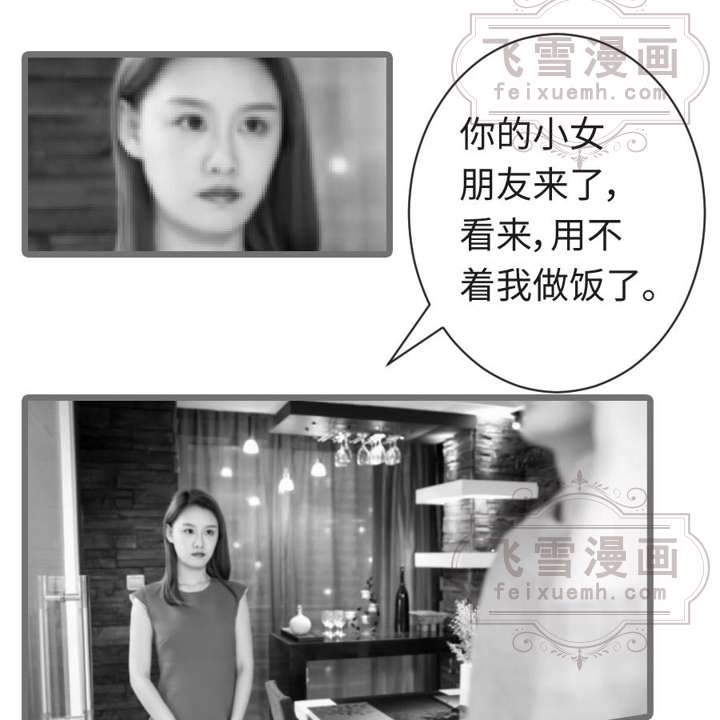 飞雪漫画
feixuemh.com
你的小女
朋友来了，
看来，用不
着我做饭了。
飞雪漫画
feixuemh.com